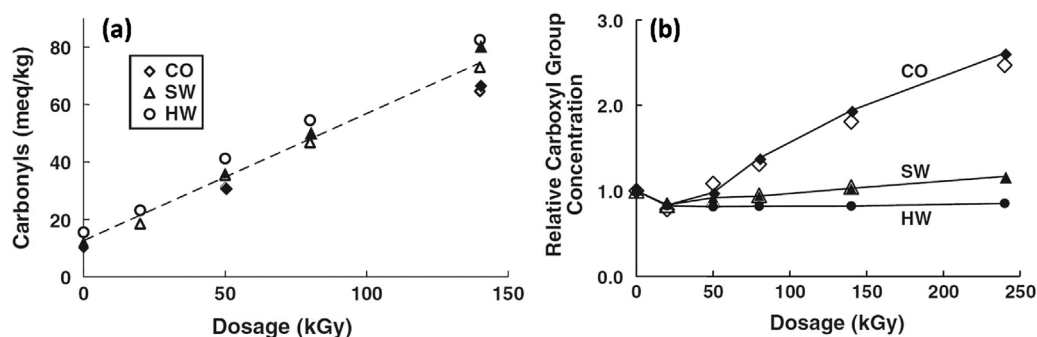 (a)
Carbonyls (meq/kg)
80
60
40
20
0
CO
SW
HW
0
50
100
150
Dosage (kGy)
(b)
Relative Carboxyl Group
Concentration
3.0
2.0
1.0
0.0
CO
SW
HW
0
50
100
150
200
250
Dosage (kGy)